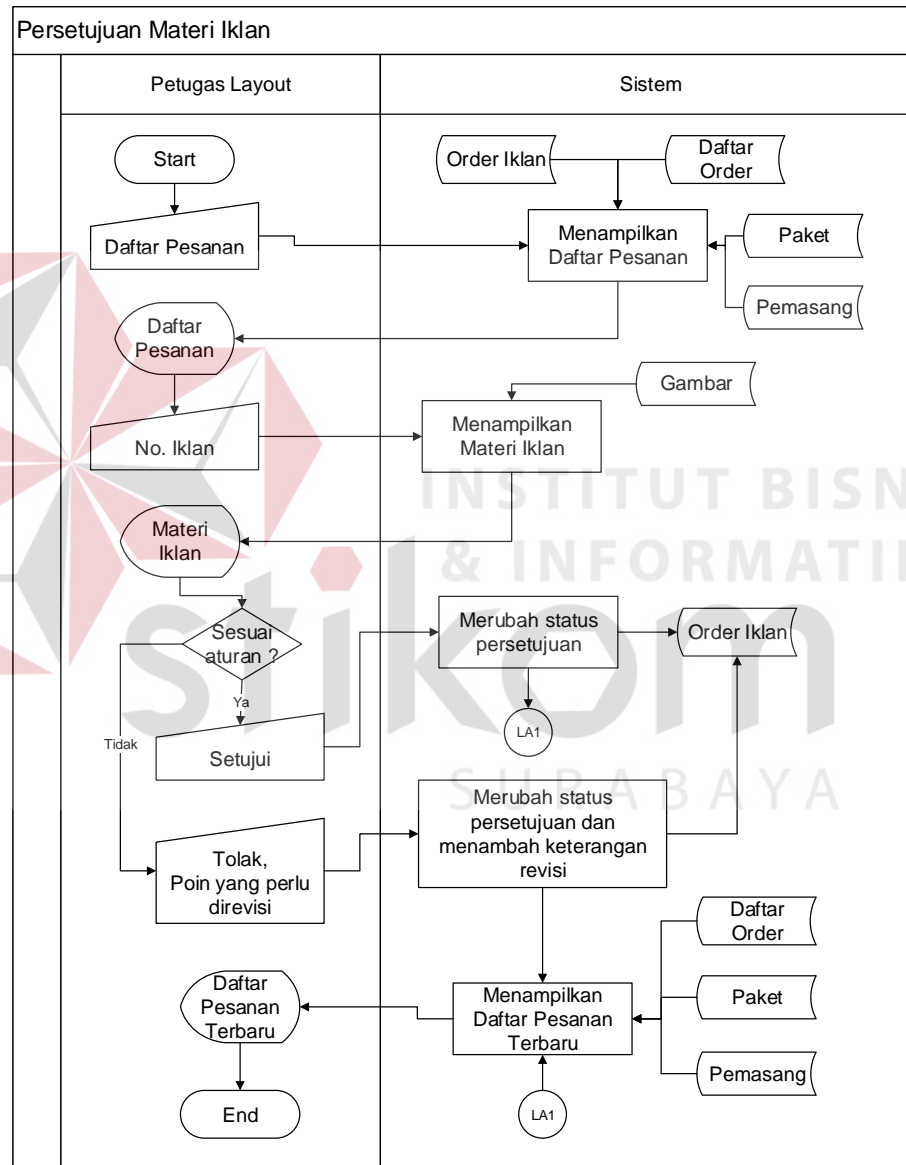 Persetujuan Materi Iklan
Petugas Layout
Sistem
Start
Order Iklan
Daftar
Order
Daftar Pesanan
Menampilkan
Daftar Pesanan
Paket
Pemasang
Daftar
Pesanan
Gambar
No. Iklan
Menampilkan
Materi Iklan
INSTITUT BISN
& INFORMATI
stikom
SURABAYA
Materi
Iklan
Sesuai
aturan ?
Merubah status
persetujuan
Order Iklan
Ya
Tidak
LA1
Setujui
Tolak,
Poin yang perlu
direvisi
Merubah status
persetujuan dan
menambah keterangan
revisi
Daftar
Order
Daftar
Pesanan
Terbaru
Menampilkan
Daftar Pesanan
Terbaru
Paket
Pemasang
End
LA1